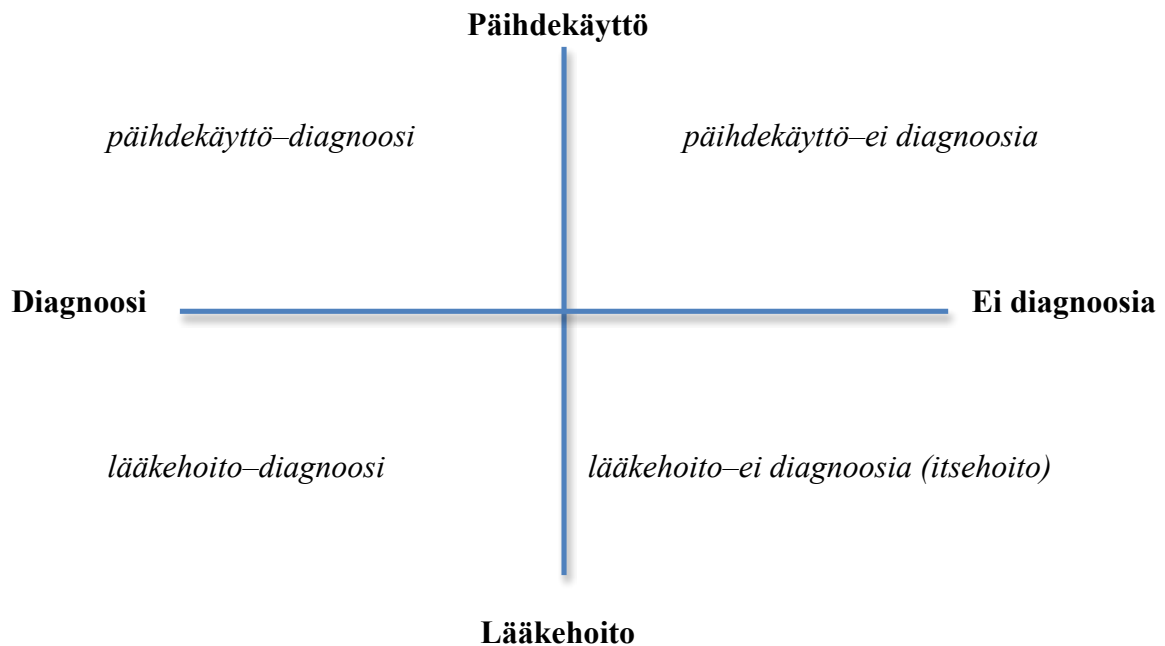 Päihdekäyttö
päihdekäyttö–diagnoosi
päihdekäyttö–ei diagnoosia
Diagnoosi
Ei diagnoosia
lääkehoito–diagnoosi
lääkehoito–ei diagnoosia (itsehoito)
Lääkehoito